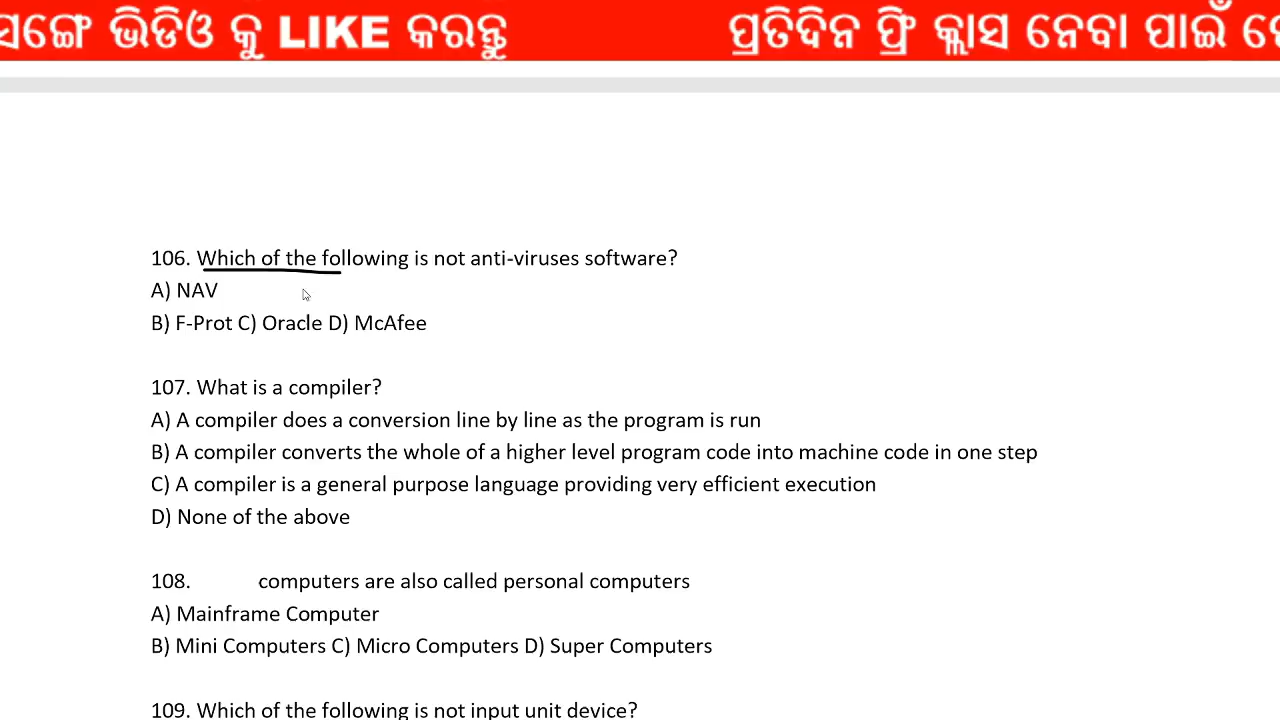 ସଙ୍ଗେ ଭିଡିଓ କୁ LIKE କରନ୍ତୁ ପ୍ରତିଦିନ ଫ୍ରି କ୍ଲାସ ନେବା ପାଇଁ
106. Which of the following is not anti-viruses software?
A) NAV
B) F-Prot C) Oracle D) McAfee
107. What is a compiler?
A) A compiler does a conversion line by line as the program is run
B) A compiler converts the whole of a higher level program code into machine code in one step
C) A compiler is a general purpose language providing very efficient execution
D) None of the above
108. computers are also called personal computers
A) Mainframe Computer
B) Mini Computers C) Micro Computers D) Super Computers
109. Which of the following is not input unit device?